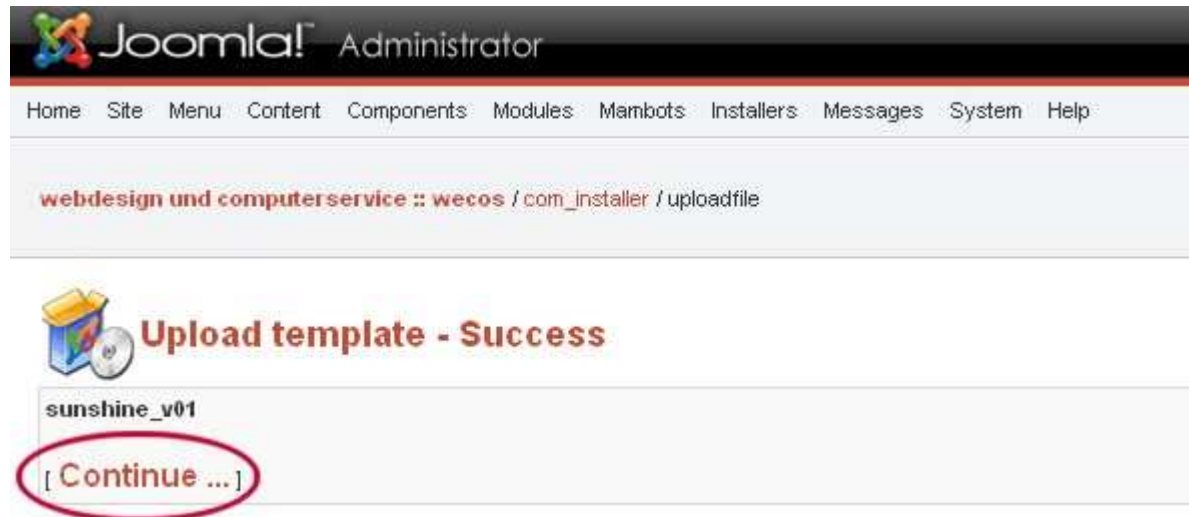 Joomla!™ Administrator
Home Site Menu Content Components Modules Mambots Installers Messages System Help
webdesign und computerservice :: wecos / com_installer / uploadfile
Upload template - Success
sunshine_v01
[ Continue ... ]